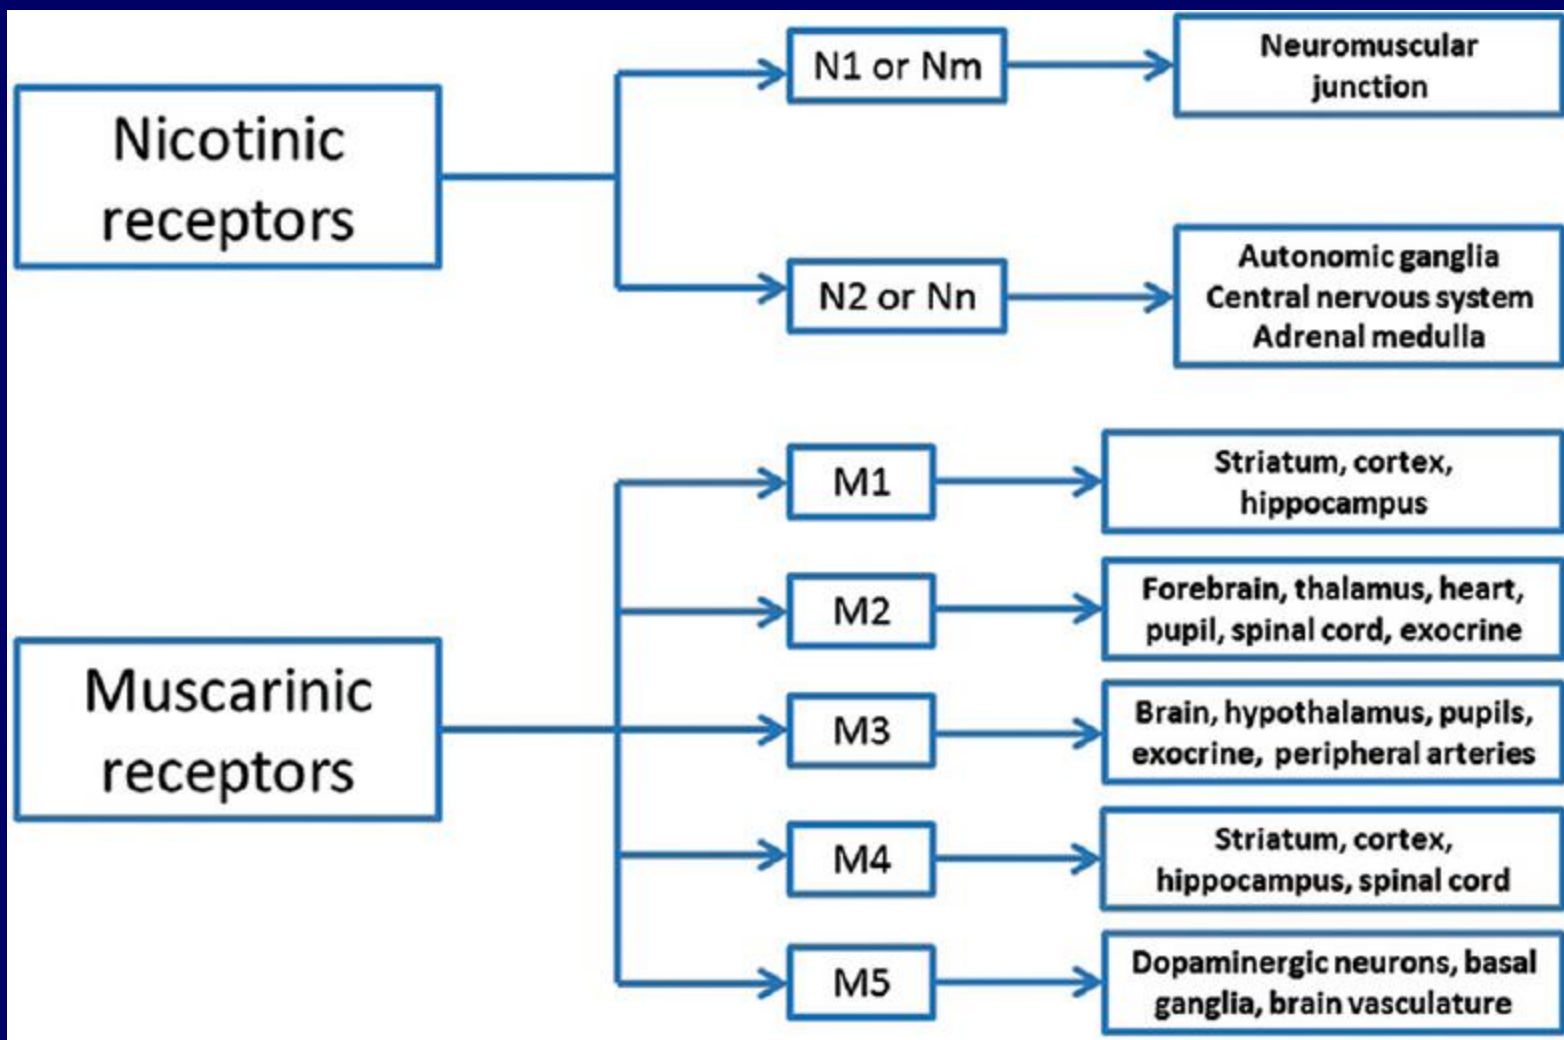 Nicotinic
receptors
N1 or Nm
Neuromuscular
junction
N2 or Nn
Autonomic ganglia
Central nervous system
Adrenal medulla
Muscarinic
receptors
M1
Striatum, cortex,
hippocampus
M2
Forebrain, thalamus, heart,
pupil, spinal cord, exocrine
M3
Brain, hypothalamus, pupils,
exocrine, peripheral arteries
M4
Striatum, cortex,
hippocampus, spinal cord
M5
Dopaminergic neurons, basal
ganglia, brain vasculature